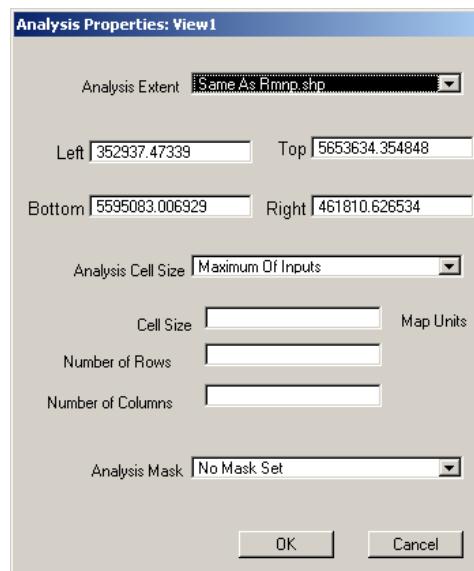 Analysis Properties: View1
Analysis Extent Same As Rmnp.shp
Left 352937.47339 Top 5653634.354848
Bottom 5595083.006929 Right 461810.626534
Analysis Cell Size Maximum Of Inputs
Cell Size Map Units
Number of Rows
Number of Columns
Analysis Mask No Mask Set
OK Cancel